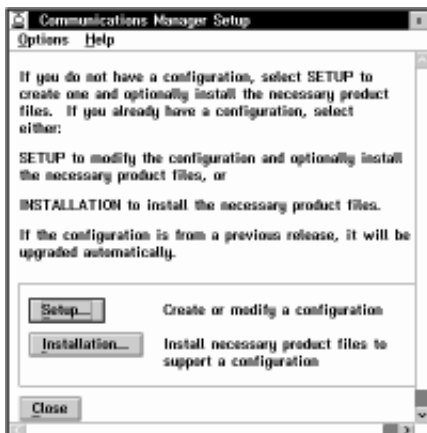 Communications Manager Setup
Options Help
If you do not have a configuration, select SETUP to
create one and optionally install the necessary product
files. If you already have a configuration, select
either:
SETUP to modify the configuration and optionally install
the necessary product files, or
INSTALLATION to install the necessary product files.
If the configuration is from a previous release, it will be
upgraded automatically.
Setup... Create or modify a configuration
Installation... Install necessary product files to
support a configuration
Close